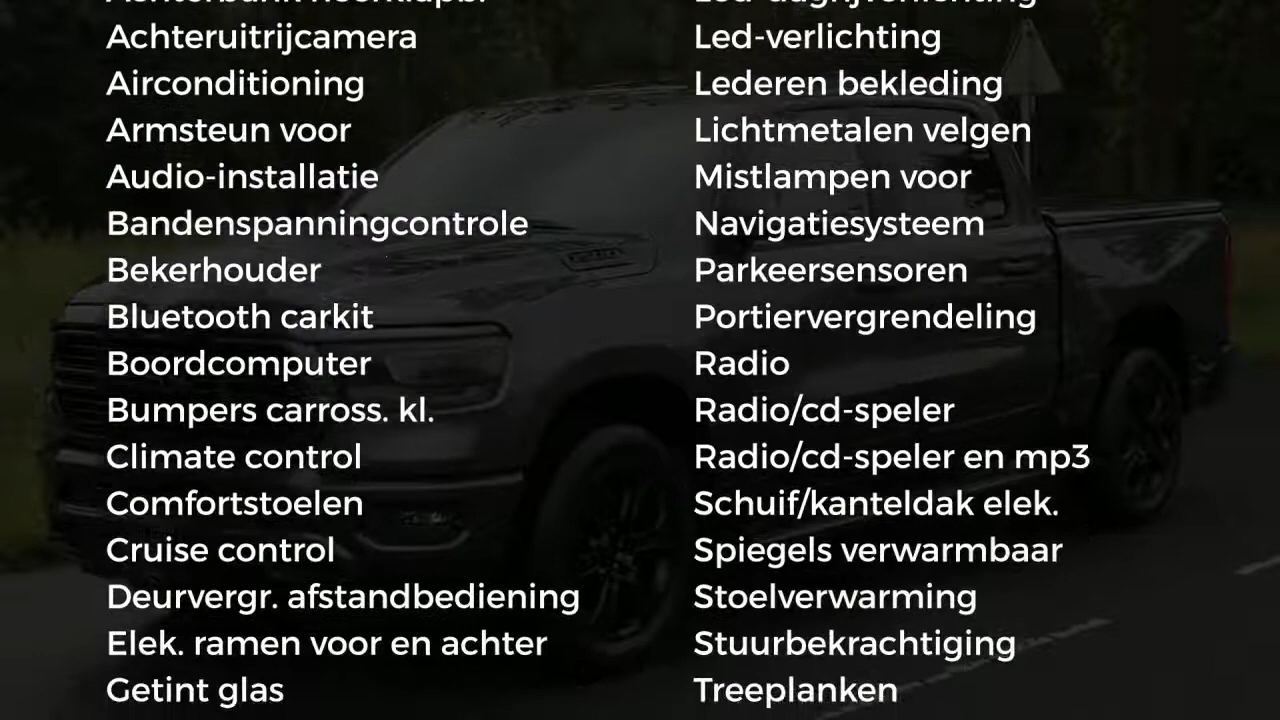 Achteruitrijcamera
Airconditioning
Armsteun voor
Audio-installatie
Bandenspanningcontrole
Bekerhouder
Bluetooth carkit
Boordcomputer
Bumpers carross. kl.
Climate control
Comfortstoelen
Cruise control
Deurvergr. afstandbediening
Elek. ramen voor en achter
Getint glas
Led-verlichting
Lederen bekleding
Lichtmetalen velgen
Mistlampen voor
Navigatiesysteem
Parkeersensoren
Portiervergrendeling
Radio
Radio/cd-speler
Radio/cd-speler en mp3
Schuif/kanteldak elek.
Spiegels verwarmbaar
Stoelverwarming
Stuurbekrachtiging
Treeplanken